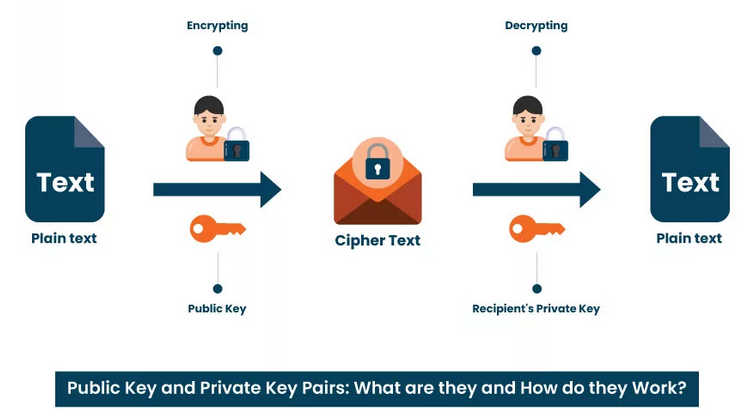 Encrypting
Decrypting
Text
Text
Plain text
Cipher Text
Plain text
Public Key
Recipient's Private Key
Public Key and Private Key Pairs: What are they and How do they Work?